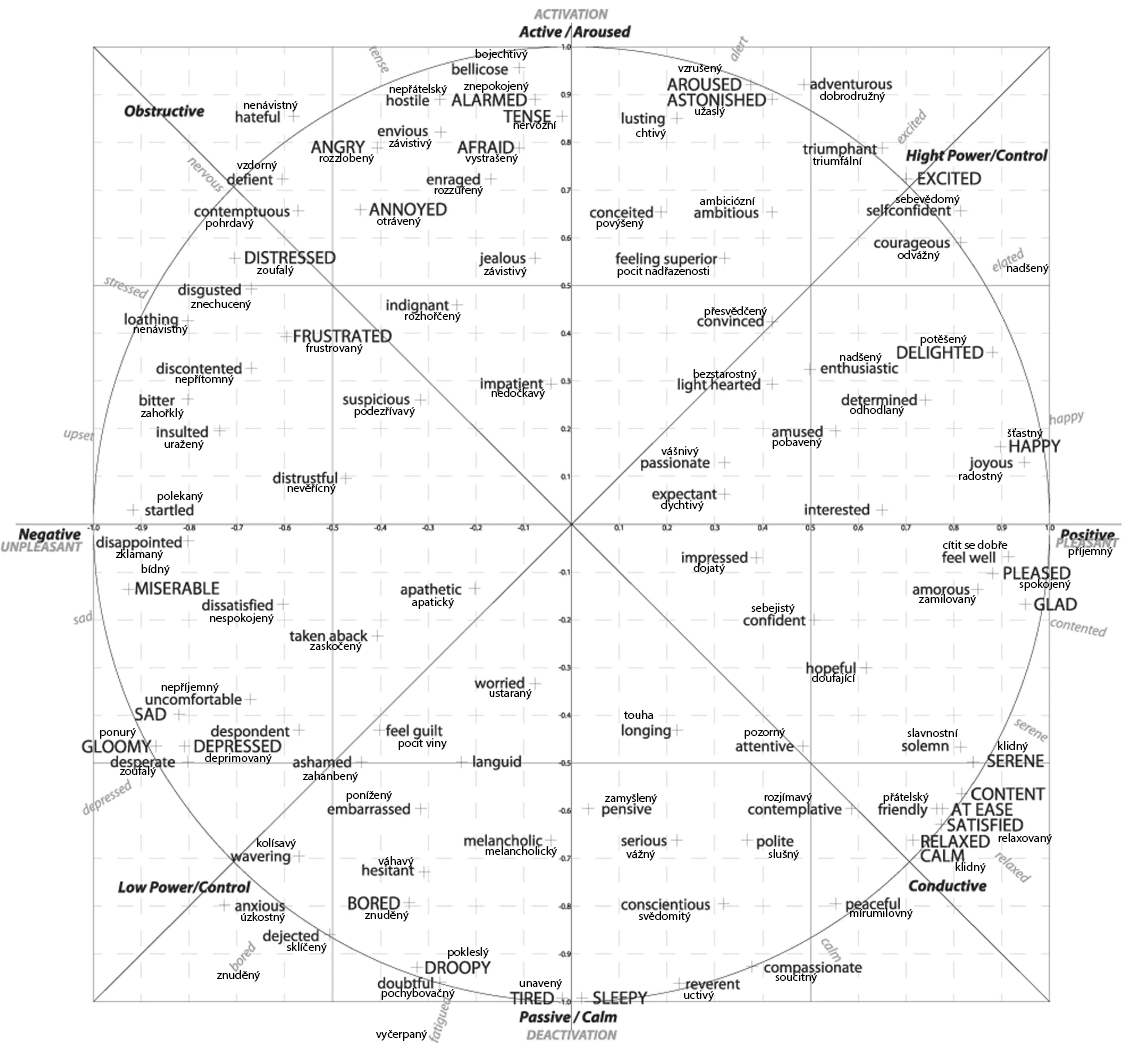 ACTIVATION
Active / Aroused
tense
alert
bojechtivý
bellicose
1.0
vzrušený
AROUSED
adventurous
dobrodružný
nepřátelský
hostile
znepokojený
ALARMED
0.9
ASTONISHED
užaslý
Obstructive
nenávistný
hateful
TENSE
nervózní
lusting
chtivý
envious
závistivý
excited
ANGRY
rozzlobený
AFRAID
vystrašený
0.8
triumphant
triumfální
Hight Power/Control
vzdorný
defient
nervous
enraged
rozzuřený
0.7
EXCITED
contemptuous
pohrdavý
ANNOYED
otrávený
conceited
povýšený
ambiciózní
ambitious
sebevědomý
selfconfident
0.6
courageous
odvážný
DISTRESSED
zoufalý
jealous
závistivý
feeling superior
pocit nadřazenosti
elated
nadšený
stressed
disgusted
znechucený
0.5
indignant
rozhořčený
loathing
nenávistný
přesvědčený
convinced
FRUSTRATED
frustrovaný
0.4
potěšený
DELIGHTED
discontented
nepřítomný
nadšený
enthusiastic
impatient
nedočkavý
0.3
bezstarostný
light hearted
bitter
zahořklý
suspicious
podezřívavý
determined
odhodlaný
upset
insulted
uražený
0.2
amused
pobavený
happy
šťastný
HAPPY
vášnivý
passionate
joyous
radostný
distrustful
nevěřícný
0.1
expectant
dychtivý
polekaný
startled
interested
Negative
UNPLEASANT
-1.0 -0.9 -0.8 -0.7 -0.6 -0.5 -0.4 -0.3 -0.2 -0.1 0.1 0.2 0.3 0.4 0.5 0.6 0.7 0.8 0.9 1.0
Positive
PLEASANT
příjemný
disappointed
zklamaný
impressed
dojatý
cítit se dobře
feel well
bídný
MISERABLE
-0.1
PLEASED
spokojený
apathetic
apatický
amorous
zamilovaný
dissatisfied
nespokojený
GLAD
sad
-0.2
sebejistý
confident
contented
taken aback
zaskočený
-0.3
hopeful
doufající
nepříjemný
uncomfortable
worried
ustaraný
SAD
-0.4
touha
longing
serene
ponurý
GLOOMY
despondent
DEPRESSED
deprimovaný
feel guilt
pocit viny
pozorný
attentive
slavnostní
solemn
klidný
SERENE
desperate
zoufalý
ashamed
zahanbený
languid
-0.5
depressed
ponížený
embarrassed
-0.6
zamyšlený
pensive
rozjímavý
contemplative
přátelský
friendly
CONTENT
AT EASE
SATISFIED
kolísavý
wavering
melancholic
melancholický
serious
vážný
polite
slušný
RELAXED
relaxovaný
CALM
klidný
relaxed
-0.7
váhavý
hesitant
Low Power/Control
Conductive
anxious
úzkostný
BORED
znuděný
-0.8
conscientious
svědomitý
peaceful
mírumilovný
dejected
sklíčený
bored
znuděný
-0.9
calm
pokleslý
DROOPY
compassionate
soucitný
doubtful
pochybovačný
unavený
TIRED
-1.0
SLEEPY
reverent
uctivý
Passive / Calm
DEACTIVATION
vyčerpaný
fatigued